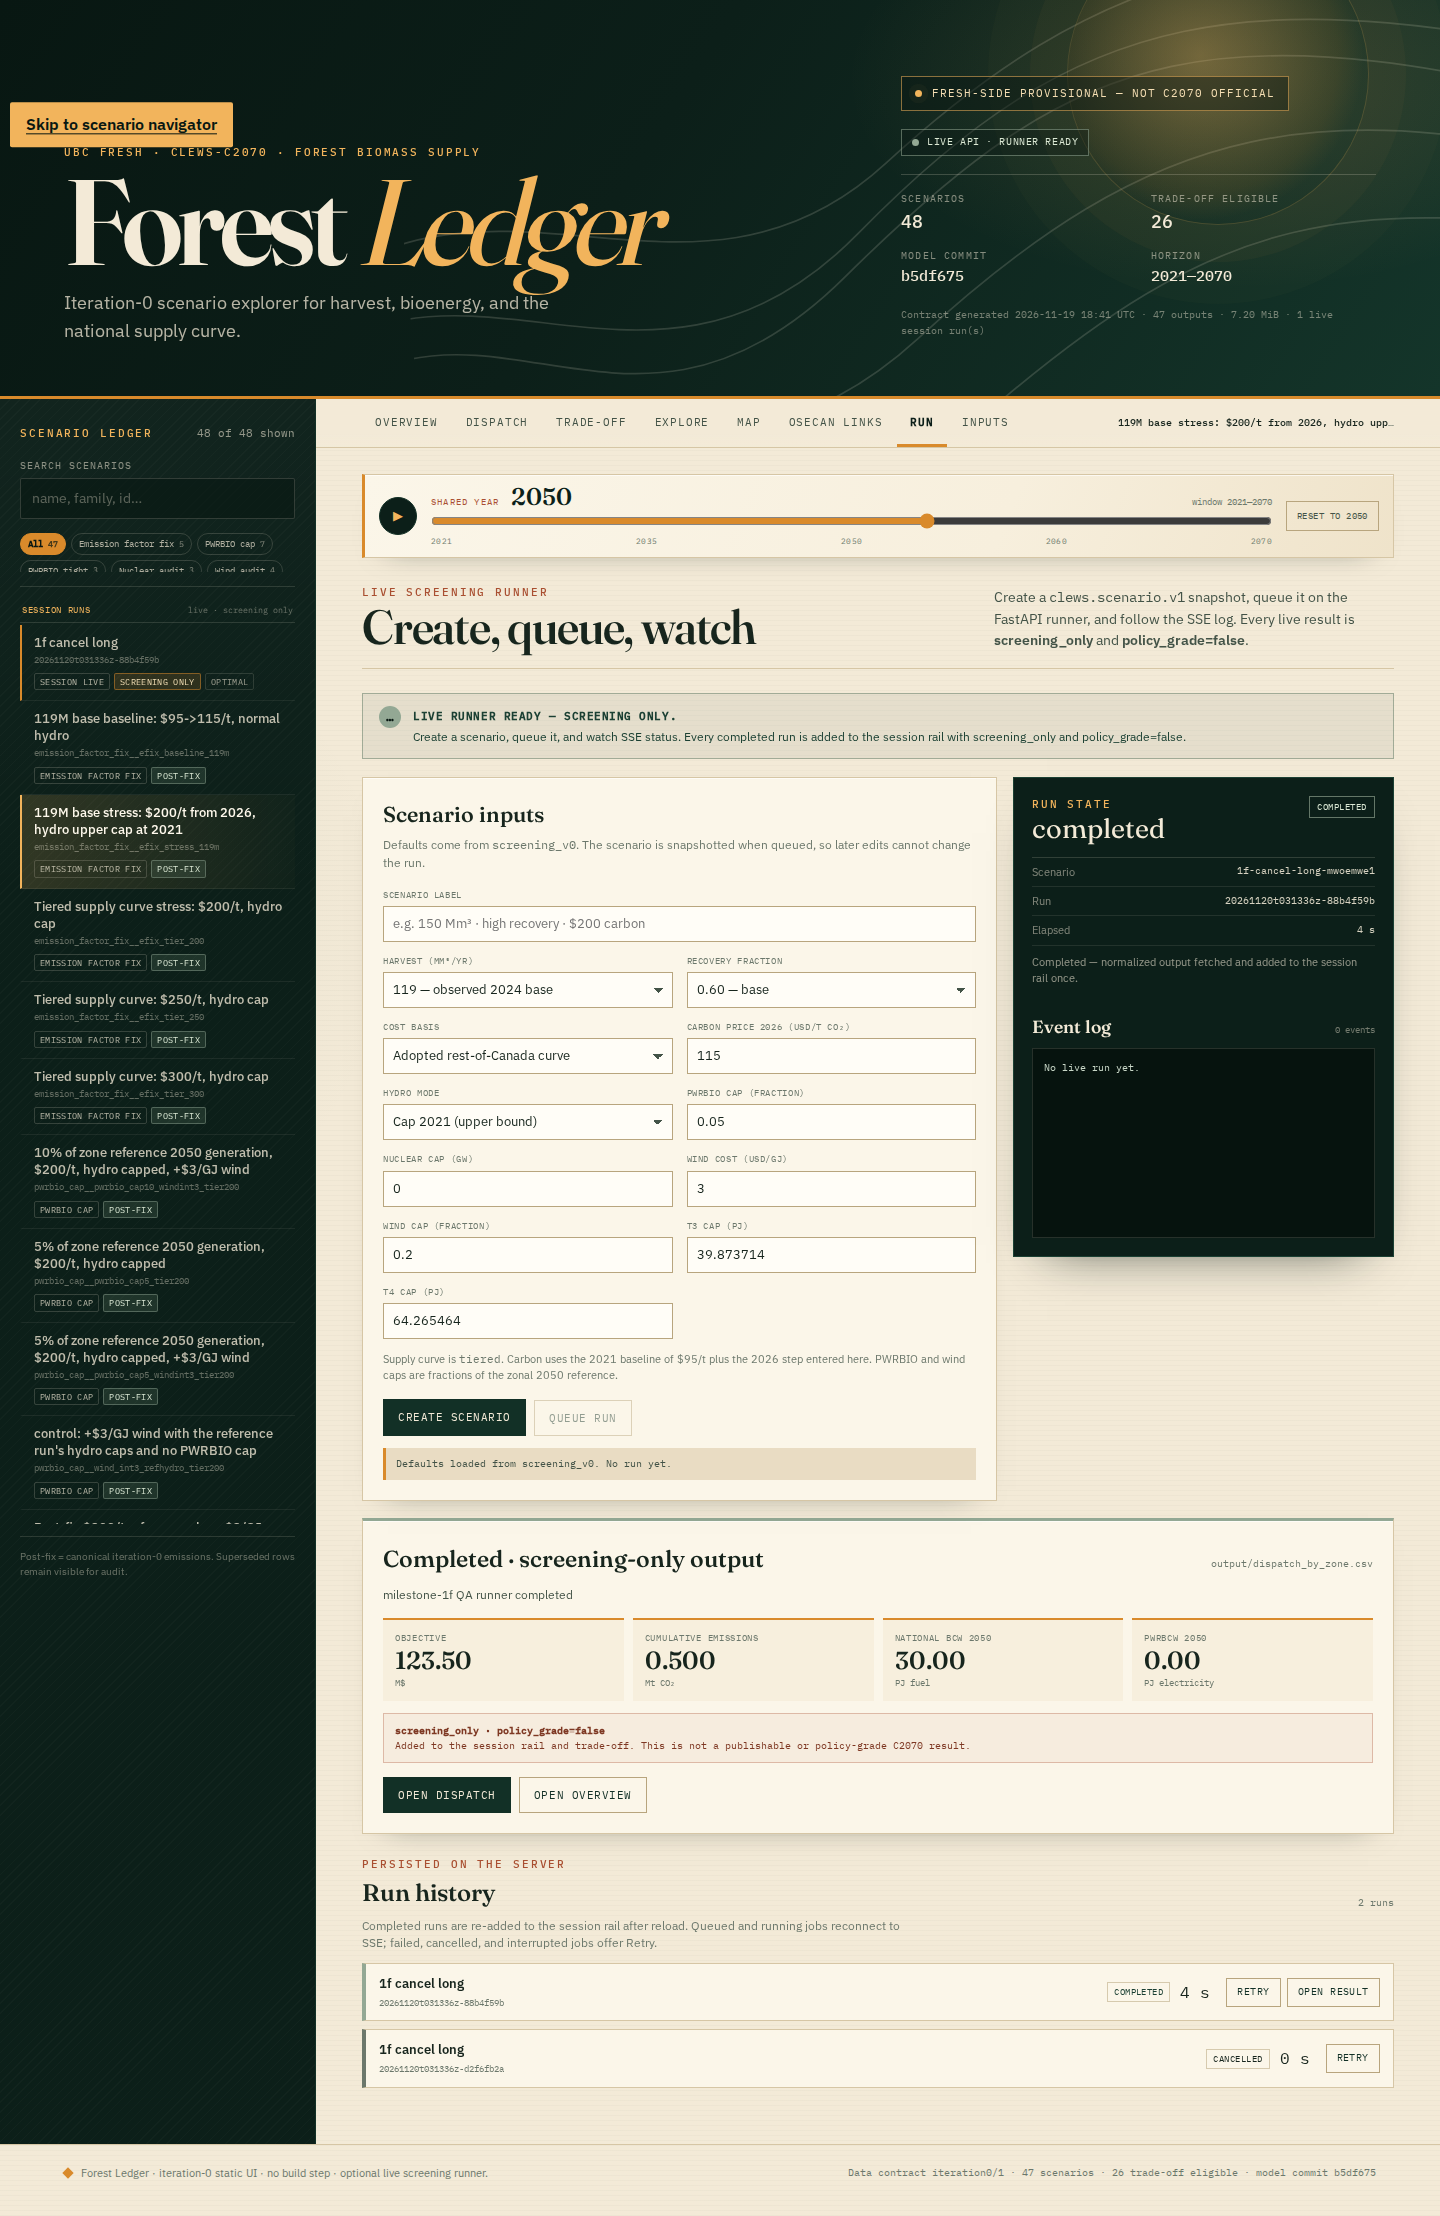 Skip to scenario navigator
UBC FRESH · CLEWS-C2070 · FOREST BIOMASS SUPPLY
Forest Ledger
Iteration-0 scenario explorer for harvest, bioenergy, and the
national supply curve.
FRESH-SIDE PROVISIONAL — NOT C2070 OFFICIAL
LIVE API · RUNNER READY
SCENARIOS
48
TRADE-OFF ELIGIBLE
26
MODEL COMMIT
b5df675
HORIZON
2021—2070
Contract generated 2026-11-19 18:41 UTC · 47 outputs · 7.20 MiB · 1 live
session run(s)
SCENARIO LEDGER 48 of 48 shown
SEARCH SCENARIOS
name, family, id…
All 47 Emission factor fix 5 PWRBIO cap 7
PWRBIO tight 3 Nuclear audit 3 Wind audit 4
SESSION RUNS live · screening only
1f cancel long
20261120t031336z-88b4f59b
SESSION LIVE SCREENING ONLY OPTIMAL
119M base baseline: $95->115/t, normal
hydro
emission_factor_fix__efix_baseline_119m
EMISSION FACTOR FIX POST-FIX
119M base stress: $200/t from 2026,
hydro upper cap at 2021
emission_factor_fix__efix_stress_119m
EMISSION FACTOR FIX POST-FIX
Tiered supply curve stress: $200/t, hydro
cap
emission_factor_fix__efix_tier_200
EMISSION FACTOR FIX POST-FIX
Tiered supply curve: $250/t, hydro cap
emission_factor_fix__efix_tier_250
EMISSION FACTOR FIX POST-FIX
Tiered supply curve: $300/t, hydro cap
emission_factor_fix__efix_tier_300
EMISSION FACTOR FIX POST-FIX
10% of zone reference 2050 generation,
$200/t, hydro capped, +$3/GJ wind
pwrbio_cap__pwrbio_cap10_windint3_tier200
PWRBIO CAP POST-FIX
5% of zone reference 2050 generation,
$200/t, hydro capped
pwrbio_cap__pwrbio_cap5_tier200
PWRBIO CAP POST-FIX
5% of zone reference 2050 generation,
$200/t, hydro capped, +$3/GJ wind
pwrbio_cap__pwrbio_cap5_windint3_tier200
PWRBIO CAP POST-FIX
control: +$3/GJ wind with the reference
run's hydro caps and no PWRBIO cap
pwrbio_cap__wind_int3_refhydro_tier200
PWRBIO CAP POST-FIX
Post-fix = canonical iteration-0 emissions. Superseded rows
remain visible for audit.
OVERVIEW DISPATCH TRADE-OFF EXPLORE MAP OSECAN LINKS RUN INPUTS
119M base stress: $200/t from 2026, hydro upp…
SHARED YEAR 2050
window 2021—2070
2021 2035 2050 2060 2070
RESET TO 2050
LIVE SCREENING RUNNER
Create, queue, watch
Create a clews.scenario.v1 snapshot, queue it on the
FastAPI runner, and follow the SSE log. Every live result is
screening_only and policy_grade=false.
… LIVE RUNNER READY — SCREENING ONLY.
Create a scenario, queue it, and watch SSE status. Every completed run is added to the session rail with screening_only and policy_grade=false.
Scenario inputs
Defaults come from screening_v0. The scenario is snapshotted when queued, so later edits cannot change
the run.
SCENARIO LABEL
e.g. 150 Mm³ · high recovery · $200 carbon
HARVEST (MM³/YR)
119 — observed 2024 base
RECOVERY FRACTION
0.60 — base
COST BASIS
Adopted rest-of-Canada curve
CARBON PRICE 2026 (USD/T CO₂)
115
HYDRO MODE
Cap 2021 (upper bound)
PWRBIO CAP (FRACTION)
0.05
NUCLEAR CAP (GW)
0
WIND COST (USD/GJ)
3
WIND CAP (FRACTION)
0.2
T3 CAP (PJ)
39.873714
T4 CAP (PJ)
64.265464
Supply curve is tiered. Carbon uses the 2021 baseline of $95/t plus the 2026 step entered here. PWRBIO and wind
caps are fractions of the zonal 2050 reference.
CREATE SCENARIO QUEUE RUN
Defaults loaded from screening_v0. No run yet.
RUN STATE
completed
COMPLETED
Scenario 1f-cancel-long-mwoemwe1
Run 20261120t031336z-88b4f59b
Elapsed 4 s
Completed — normalized output fetched and added to the session
rail once.
Event log 0 events
No live run yet.
Completed · screening-only output
output/dispatch_by_zone.csv
milestone-1f QA runner completed
OBJECTIVE
123.50
M$
CUMULATIVE EMISSIONS
0.500
Mt CO₂
NATIONAL BCW 2050
30.00
PJ fuel
PWRBCW 2050
0.00
PJ electricity
screening_only · policy_grade=false
Added to the session rail and trade-off. This is not a publishable or policy-grade C2070 result.
OPEN DISPATCH OPEN OVERVIEW
PERSISTED ON THE SERVER
Run history
2 runs
Completed runs are re-added to the session rail after reload. Queued and running jobs reconnect to
SSE; failed, cancelled, and interrupted jobs offer Retry.
1f cancel long
20261120t031336z-88b4f59b
COMPLETED 4 s RETRY OPEN RESULT
1f cancel long
20261120t031336z-d2f6fb2a
CANCELLED 0 s RETRY
Forest Ledger · iteration-0 static UI · no build step · optional live screening runner.
Data contract iteration0/1 · 47 scenarios · 26 trade-off eligible · model commit b5df675